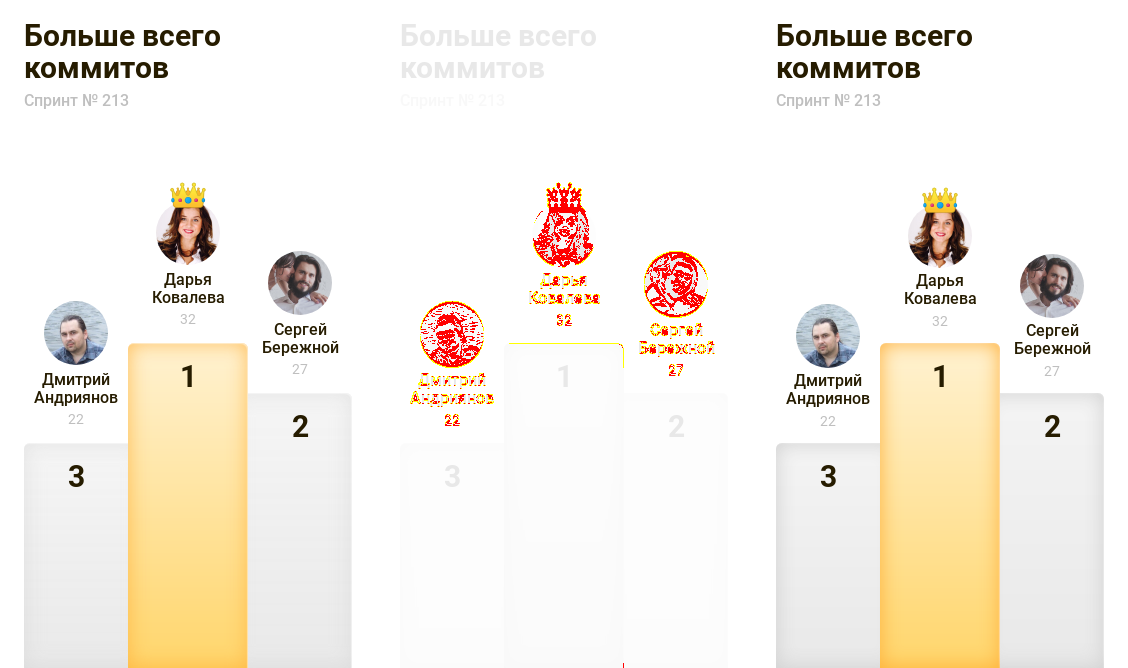 Больше всего
коммитов
Спринт № 213
Дарья
Ковалева
32
Сергей
Бережной
27
Дмитрий
Андриянов
22
1
2
3
Больше всего
коммитов
Спринт № 213
Дарья
Ковалева
32
Сергей
Бережной
27
Дмитрий
Андриянов
22
1
2
3
Больше всего
коммитов
Спринт № 213
Дарья
Ковалева
32
Сергей
Бережной
27
Дмитрий
Андриянов
22
1
2
3